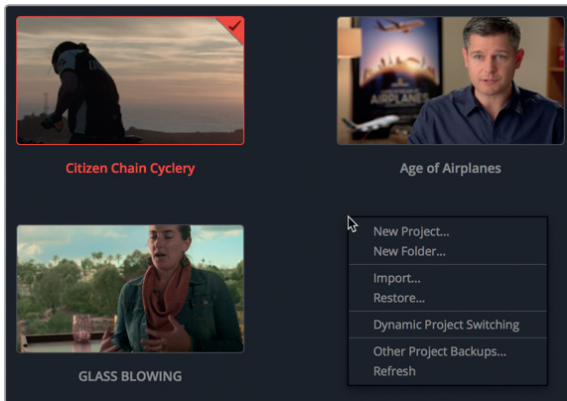 AIRPLANES
Citizen Chain Cyclery
Age of Airplanes
New Project...
New Folder...
Import...
Restore...
Dynamic Project Switching
Other Project Backups...
Refresh
GLASS BLOWING